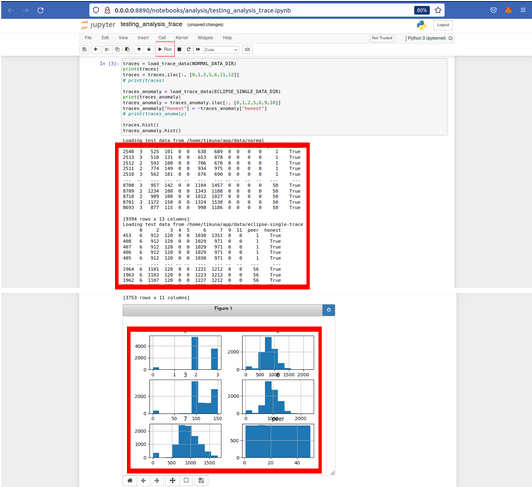 0.0.0.0:8890/notebooks/analysis/testing_analysis_trace.ipynb
80%
jupyter testing_analysis_trace (unsaved changes)
Logout
File Edit View Insert Cell Kernel Widgets Help
Not Trusted
Python 3 (ipykernel)
Run
Code
In [3]:
traces = load_trace_data(NORMAL_DATA_DIR)
print(traces)
traces = traces.iloc[:, [0,1,2,5,6,11,12]]
# print(traces)
traces_anomaly = load_trace_data(ECLIPSE_SINGLE_DATA_DIR)
print(traces_anomaly)
traces_anomaly = traces_anomaly.iloc[:, [0,1,2,5,6,9,10]]
traces_anomaly["honest"] = ~traces_anomaly["honest"]
# print(traces_anomaly)
traces.hist()
traces_anomaly.hist()
Loading test data from /home/tikuna/app/data/normal
2540 3 525 101 0 0 638 689 0 0 0 0 1 True
2513 3 518 131 0 0 653 878 0 0 0 0 1 True
2512 2 593 100 0 0 706 670 0 0 0 0 1 True
2511 2 774 149 0 0 934 975 0 0 0 0 1 True
2510 3 562 101 0 0 676 690 0 0 0 0 1 True
... ... ... ... ... ... ... ... ... ... ... ... ... ...
8708 3 957 142 0 0 1104 1457 0 0 0 0 50 True
8709 2 1234 108 0 0 1343 1108 0 0 0 0 50 True
8710 2 909 100 0 0 1012 1027 0 0 0 0 50 True
8701 3 1172 150 0 0 1324 1538 0 0 0 0 50 True
8693 3 877 115 0 0 998 1186 0 0 0 0 50 True
[9394 rows x 13 columns]
Loading test data from /home/tikuna/app/data/eclipse-single-trace
0 2 3 4 5 6 7 9 11 peer honest
453 6 912 120 0 0 1030 1351 0 0 1 True
408 6 912 120 0 0 1029 971 0 0 1 True
407 6 912 120 0 0 1029 971 0 0 1 True
406 6 912 120 0 0 1029 971 0 0 1 True
405 6 912 120 0 0 1029 971 0 0 1 True
... ... ... ... ... ... ... ... ... ... ... ...
1964 6 1101 120 0 0 1221 1212 0 0 56 True
1963 6 1103 120 0 0 1223 1212 0 0 56 True
1962 6 1107 120 0 0 1227 1212 0 0 56 True
[3753 rows x 11 columns]
Figure 1
4000
2000
0
0 1 2 3
2000
0
0 500 1000 1500 2000
3
6
2000
0
0 50 100 150
2000
0
0 1000 2000
7
peer
2000
1000
0
0 500 1000 1500
500
0
0 20 40